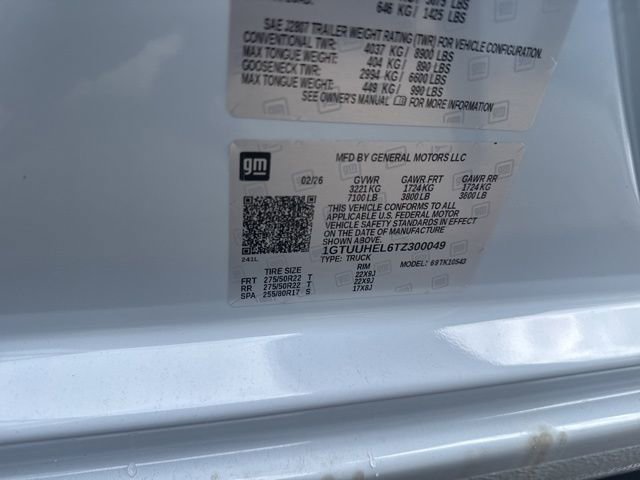 646 KG / 1425 LBS
SAE J2807 TRAILER WEIGHT RATING (TWR) FOR VEHICLE CONFIGURATION.
CONVENTIONAL TWR: 4037 KG / 8900 LBS
MAX TONGUE WEIGHT: 404 KG / 890 LBS
GOOSENECK TWR: 2994 KG / 6600 LBS
MAX TONGUE WEIGHT: 449 KG / 990 LBS
SEE OWNER'S MANUAL FOR MORE INFORMATION
gm
MFD BY GENERAL MOTORS LLC
02/26 GVWR GAWR FRT GAWR RR
3221 KG 1724 KG 1724 KG
7100 LB 3800 LB 3800 LB
THIS VEHICLE CONFORMS TO ALL
APPLICABLE U.S. FEDERAL MOTOR
VEHICLE SAFETY STANDARDS IN EFFECT
ON THE DATE OF MANUFACTURE
SHOWN ABOVE.
1GTUUHEL6TZ300049
241L TYPE: TRUCK MODEL: 69TK10543
TIRE SIZE RIM
FRT 275/50R22 T 22X9J
RR 275/50R22 T 22X9J
SPA 255/80R17 S 17X8J